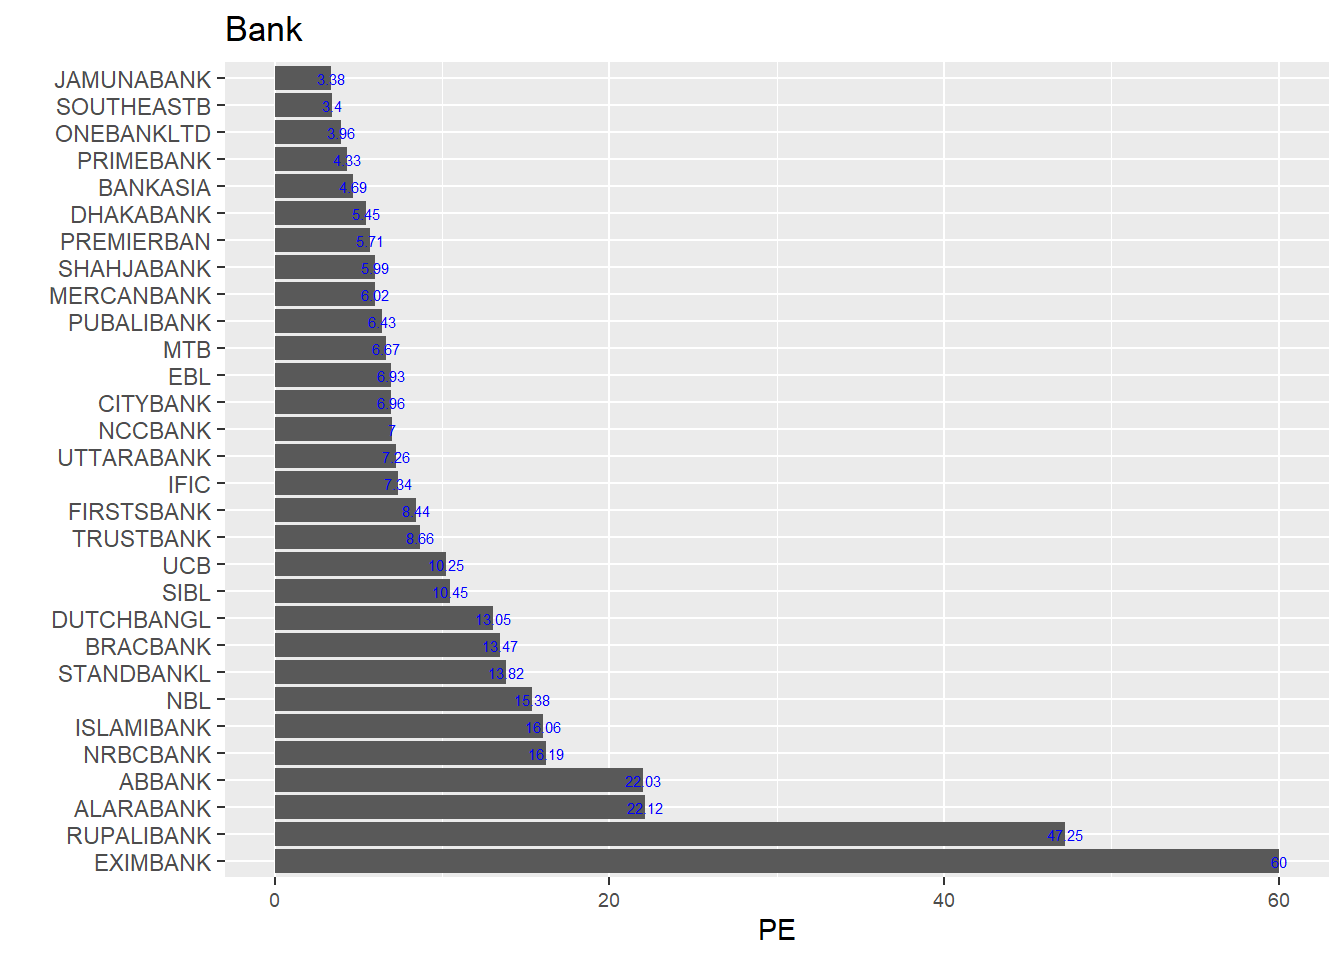 Bank
JAMUNABANK 3.38
SOUTHEASTB 3.4
ONEBANKLTD 3.96
PRIMEBANK 4.33
BANKASIA 4.69
DHAKABANK 5.45
PREMIERBAN 5.71
SHAHJABANK 5.99
MERCANBANK 6.02
PUBALIBANK 6.43
MTB 6.67
EBL 6.93
CITYBANK 6.96
NCCBANK 7
UTTARABANK 7.26
IFIC 7.34
FIRSTSBANK 8.44
TRUSTBANK 8.66
UCB 10.25
SIBL 10.45
DUTCHBANGL 13.05
BRACBANK 13.47
STANDBANKL 13.82
NBL 15.38
ISLAMIBANK 16.06
NRBCBANK 16.19
ABBANK 22.03
ALARABANK 22.12
RUPALIBANK 47.25
EXIMBANK 60
0 20 40 60
PE